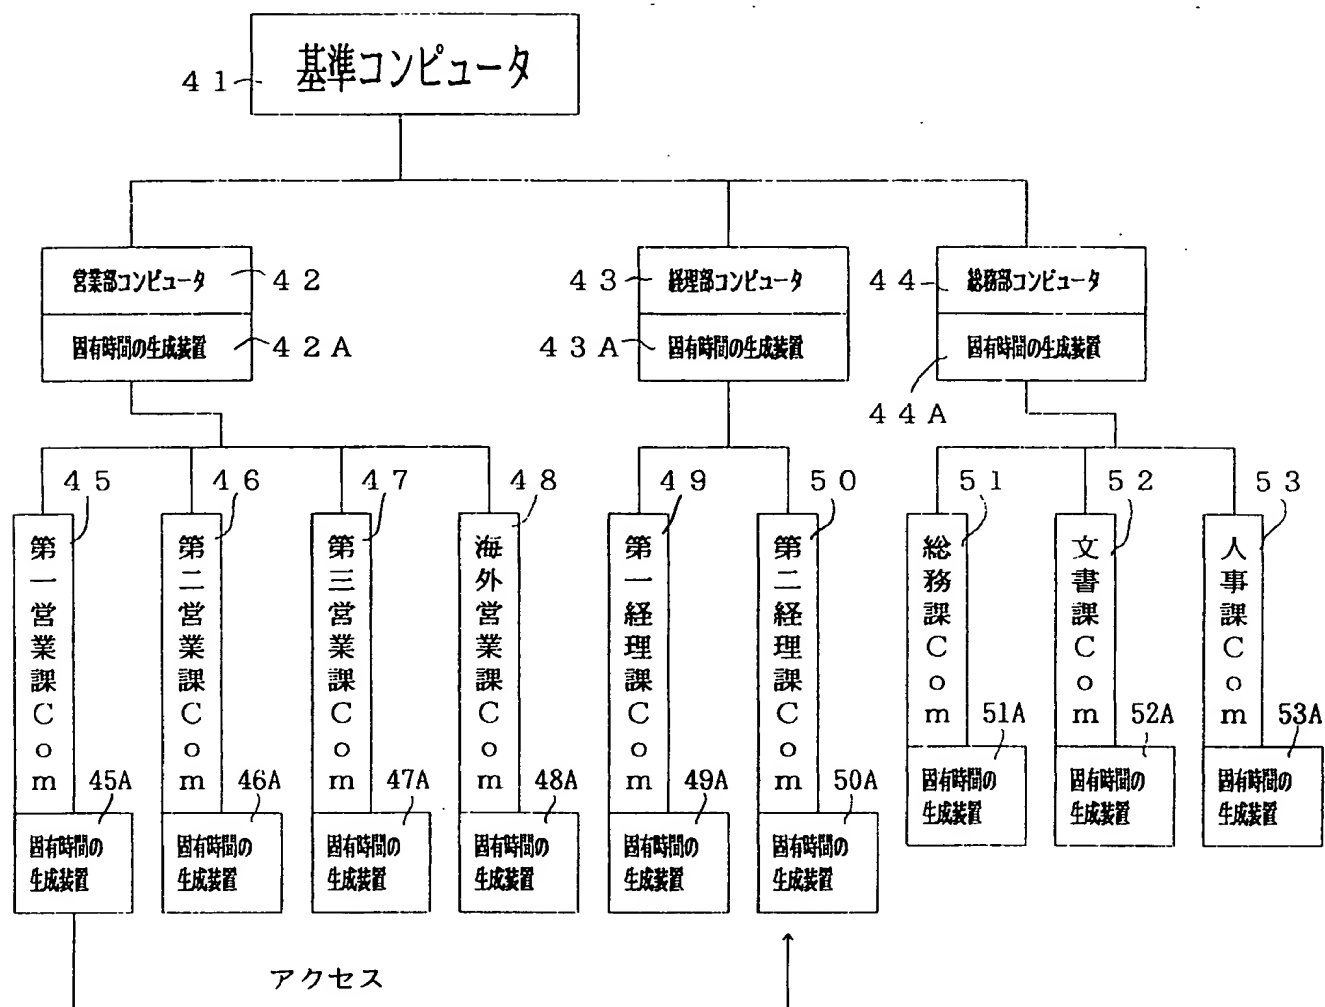 基準コンピュータ
４１
営業部コンピュータ
４２
固有時間の生成装置
４２Ａ
４３
経理部コンピュータ
４３Ａ
固有時間の生成装置
４４
総務部コンピュータ
固有時間の生成装置
４４Ａ
４５
４６
４７
４８
４９
５０
５１
５２
５３
第一営業課Ｃｏｍ
第二営業課Ｃｏｍ
第三営業課Ｃｏｍ
海外営業課Ｃｏｍ
第一経理課Ｃｏｍ
第二経理課Ｃｏｍ
総務課Ｃｏｍ
文書課Ｃｏｍ
人事課Ｃｏｍ
45A
固有時間の
生成装置
46A
固有時間の
生成装置
47A
固有時間の
生成装置
48A
固有時間の
生成装置
49A
固有時間の
生成装置
50A
固有時間の
生成装置
51A
固有時間の
生成装置
52A
固有時間の
生成装置
53A
固有時間の
生成装置
アクセス